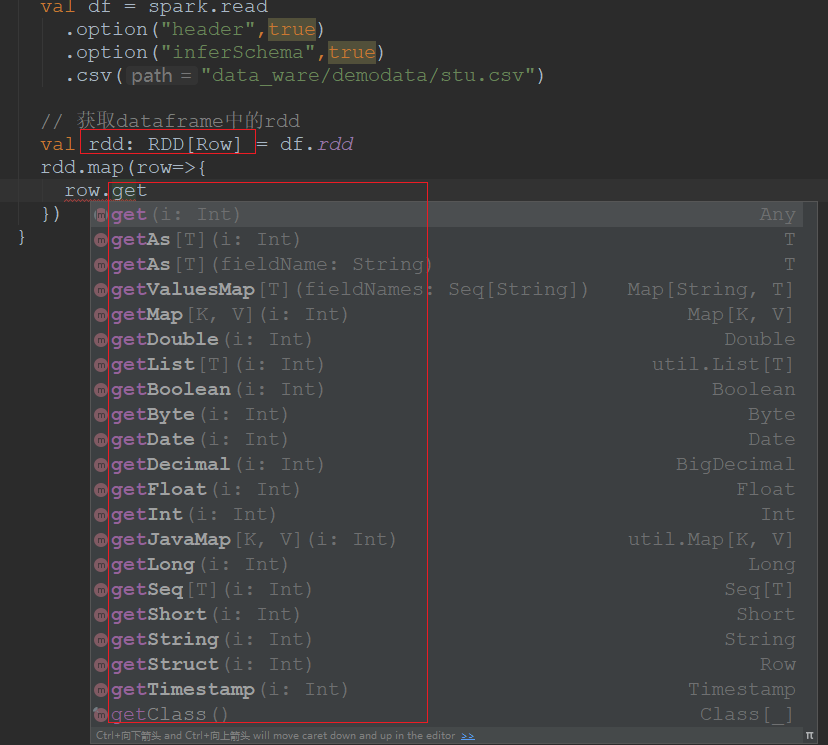 val df = spark.read
.option("header",true)
.option("inferSchema",true)
.csv( path = "data_ware/demodata/stu.csv")
// 获取dataframe中的rdd
val rdd: RDD[Row] = df.rdd
rdd.map(row=>{
row.get
})
}
get(i: Int) Any
getAs[T](i: Int) T
getAs[T](fieldName: String) T
getValuesMap[T](fieldNames: Seq[String]) Map[String, T]
getMap[K, V](i: Int) Map[K, V]
getDouble(i: Int) Double
getList[T](i: Int) util.List[T]
getBoolean(i: Int) Boolean
getByte(i: Int) Byte
getDate(i: Int) Date
getDecimal(i: Int) BigDecimal
getFloat(i: Int) Float
getInt(i: Int) Int
getJavaMap[K, V](i: Int) util.Map[K, V]
getLong(i: Int) Long
getSeq[T](i: Int) Seq[T]
getShort(i: Int) Short
getString(i: Int) String
getStruct(i: Int) Row
getTimestamp(i: Int) Timestamp
getClass() Class[_]
Ctrl+向下箭头 and Ctrl+向上箭头 will move caret down and up in the editor >> π